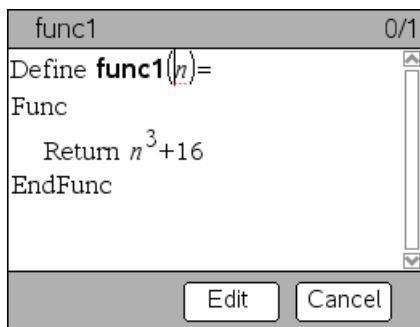 func1 0/1
Define func1(n)=
Func
Return n³+16
EndFunc
Edit Cancel